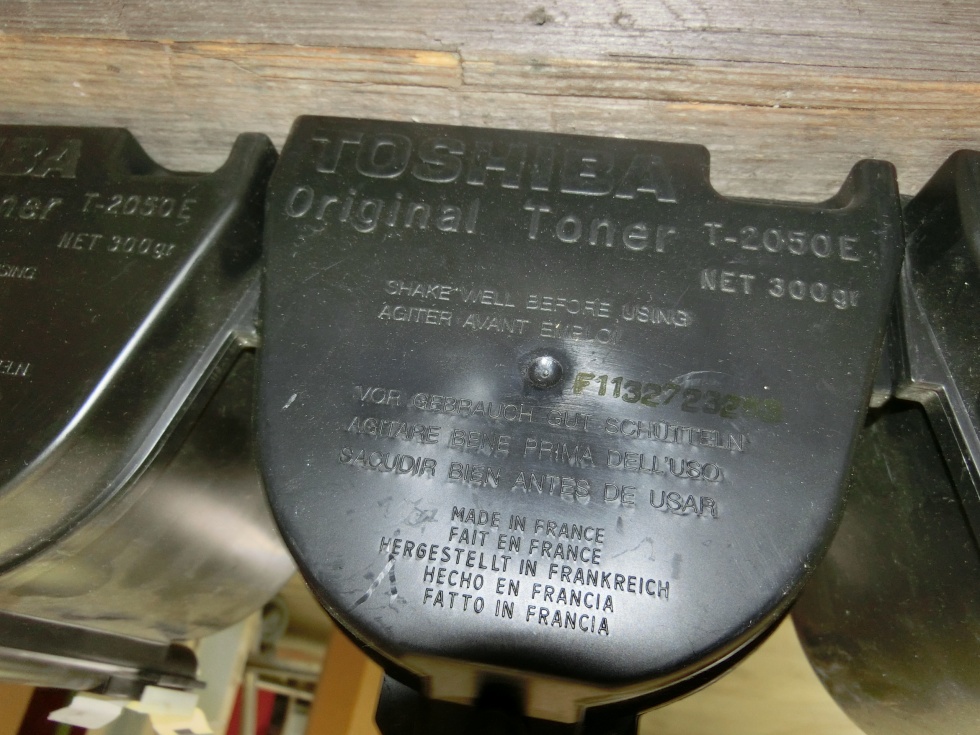 TOSHIBA
Original Toner T-2050E
NET 300gr
SHAKE WELL BEFORE USING
AGITER AVANT EMPLOI
VOR GEBRAUCH GUT SCHÜTTELN
AGITARE BENE PRIMA DELL'USO
SACUDIR BIEN ANTES DE USAR
MADE IN FRANCE
FAIT EN FRANCE
HERGESTELLT IN FRANKREICH
HECHO EN FRANCIA
FATTO IN FRANCIA
IBA
ner T-2050E
NET 300gr
SING